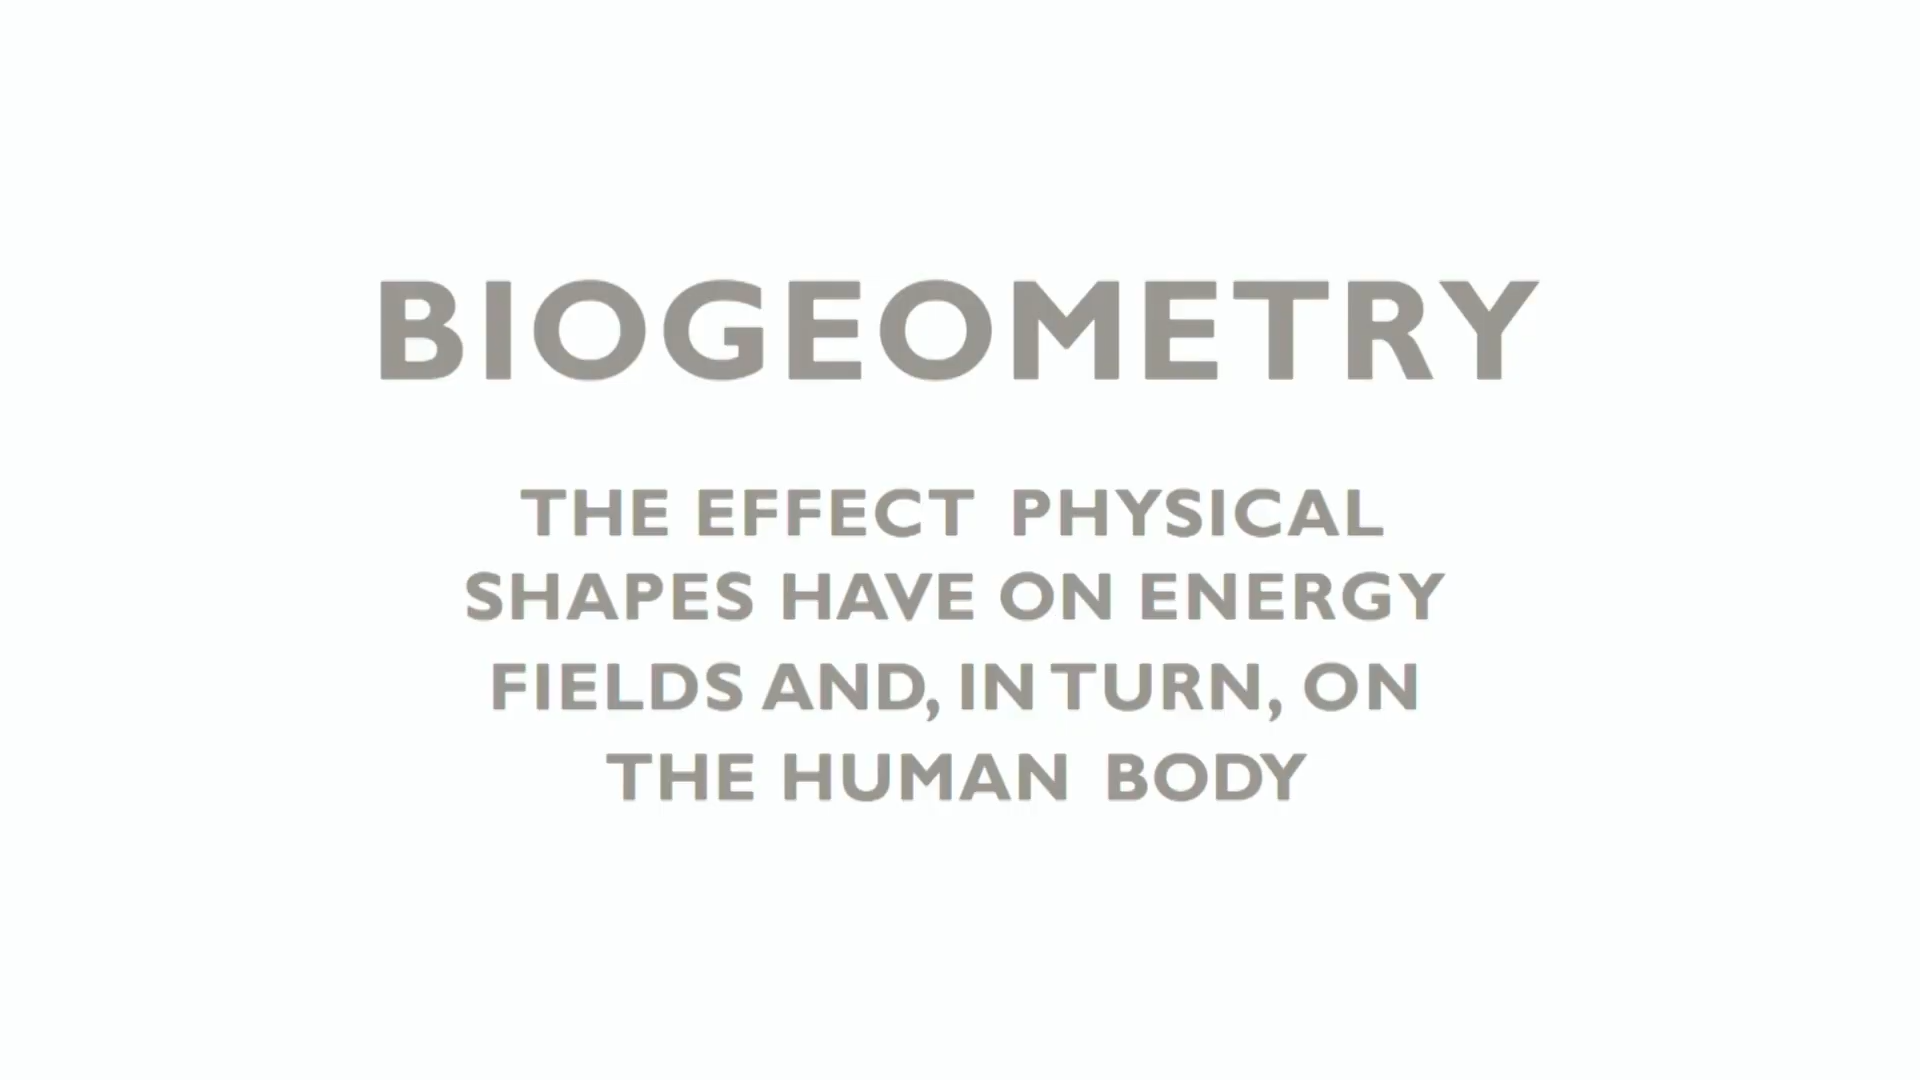 BIOGEOMETRY
THE EFFECT PHYSICAL
SHAPES HAVE ON ENERGY
FIELDS AND, IN TURN, ON
THE HUMAN BODY